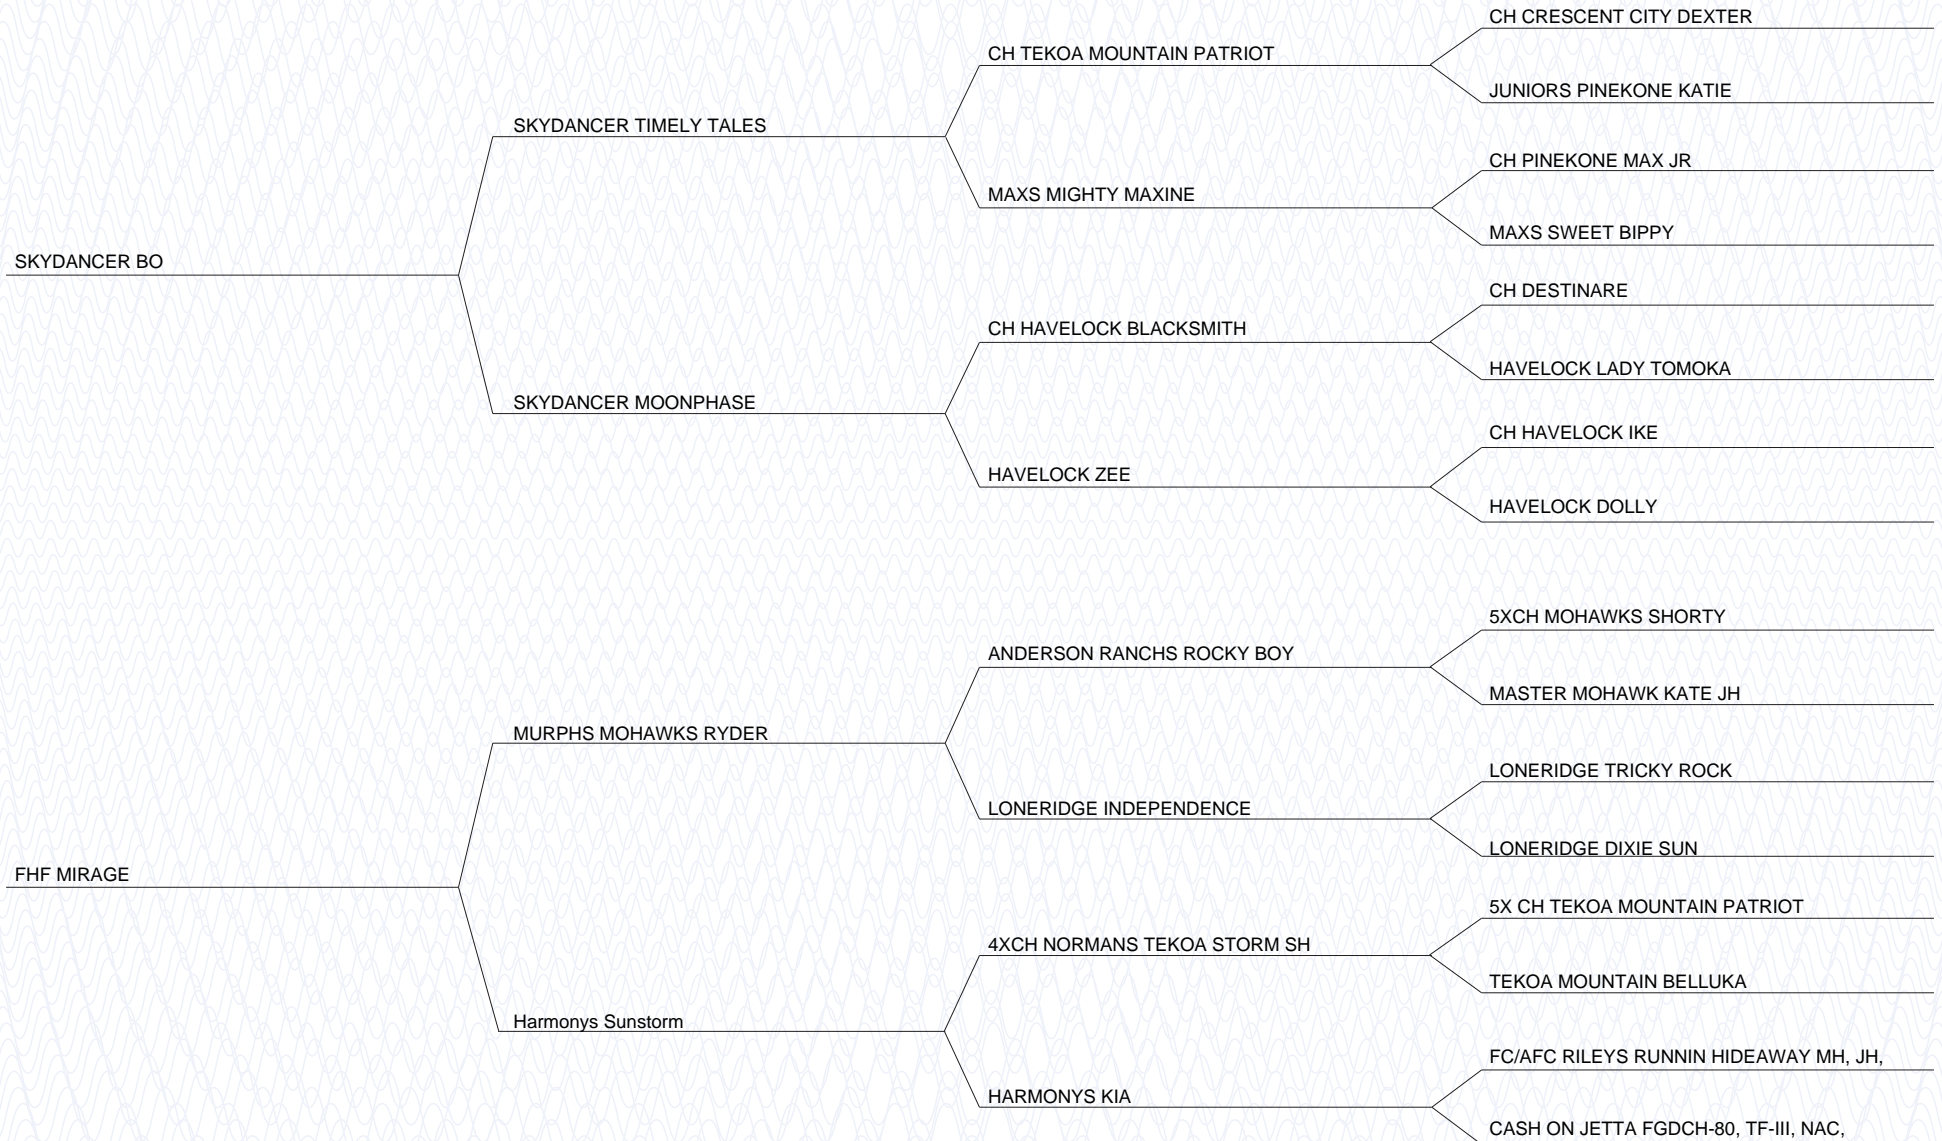 CH CRESCENT CITY DEXTER
CH TEKOA MOUNTAIN PATRIOT
JUNIORS PINEKONE KATIE
SKYDANCER TIMELY TALES
CH PINEKONE MAX JR
MAXS MIGHTY MAXINE
MAXS SWEET BIPPY
SKYDANCER BO
CH DESTINARE
CH HAVELOCK BLACKSMITH
HAVELOCK LADY TOMOKA
SKYDANCER MOONPHASE
CH HAVELOCK IKE
HAVELOCK ZEE
HAVELOCK DOLLY
5XCH MOHAWKS SHORTY
ANDERSON RANCHS ROCKY BOY
MASTER MOHAWK KATE JH
MURPHS MOHAWKS RYDER
LONERIDGE TRICKY ROCK
LONERIDGE INDEPENDENCE
LONERIDGE DIXIE SUN
FHF MIRAGE
5X CH TEKOA MOUNTAIN PATRIOT
4XCH NORMANS TEKOA STORM SH
TEKOA MOUNTAIN BELLUKA
Harmonys Sunstorm
FC/AFC RILEYS RUNNIN HIDEAWAY MH, JH,
HARMONYS KIA
CASH ON JETTA FGDCH-80, TF-III, NAC,